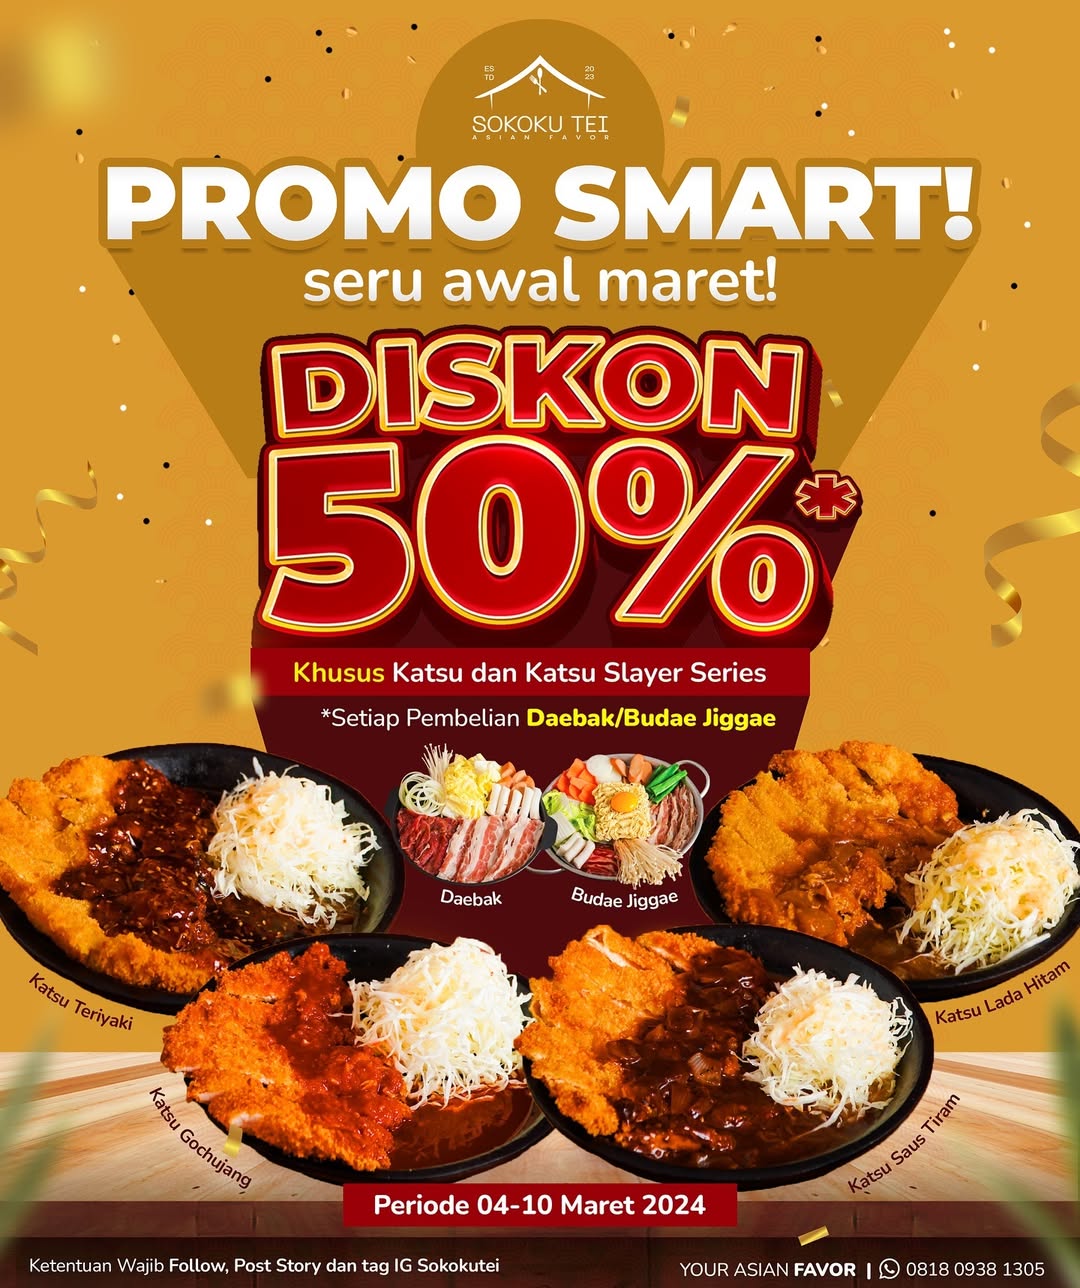 ES
TD
20
23
SOKOKU TEI
ASIAN FAVOR
PROMO SMART!
seru awal maret!
DISKON
50%*
Khusus Katsu dan Katsu Slayer Series
*Setiap Pembelian Daebak/Budae Jiggae
Daebak
Budae Jiggae
Katsu Teriyaki
Katsu Lada Hitam
Katsu Gochujang
Katsu Saus Tiram
Periode 04-10 Maret 2024
Ketentuan Wajib Follow, Post Story dan tag IG Sokokutei
YOUR ASIAN FAVOR | 0818 0938 1305